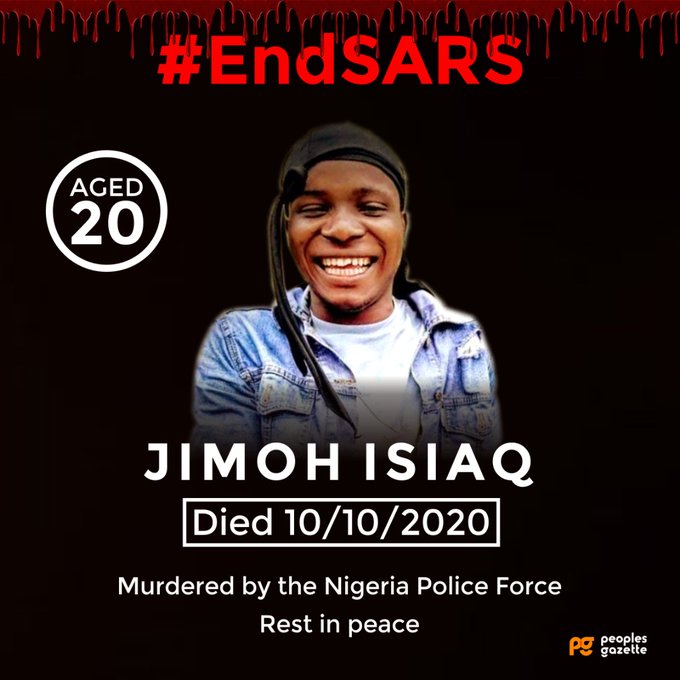 #EndSARS
AGED
20
JIMOH ISIAQ
Died 10/10/2020
Murdered by the Nigeria Police Force
Rest in peace
pg peoples
gazette